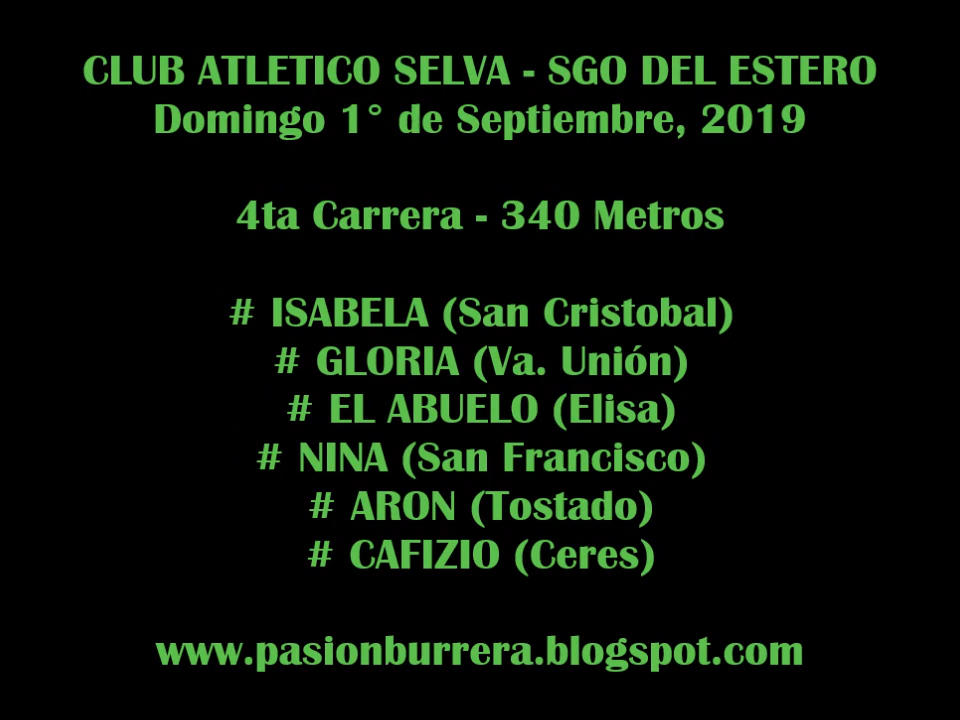 CLUB ATLETICO SELVA - SGO DEL ESTERO
Domingo 1° de Septiembre, 2019
4ta Carrera - 340 Metros
# ISABELA (San Cristobal)
# GLORIA (Va. Unión)
# EL ABUELO (Elisa)
# NINA (San Francisco)
# ARON (Tostado)
# CAFIZIO (Ceres)
www.pasionburrera.blogspot.com